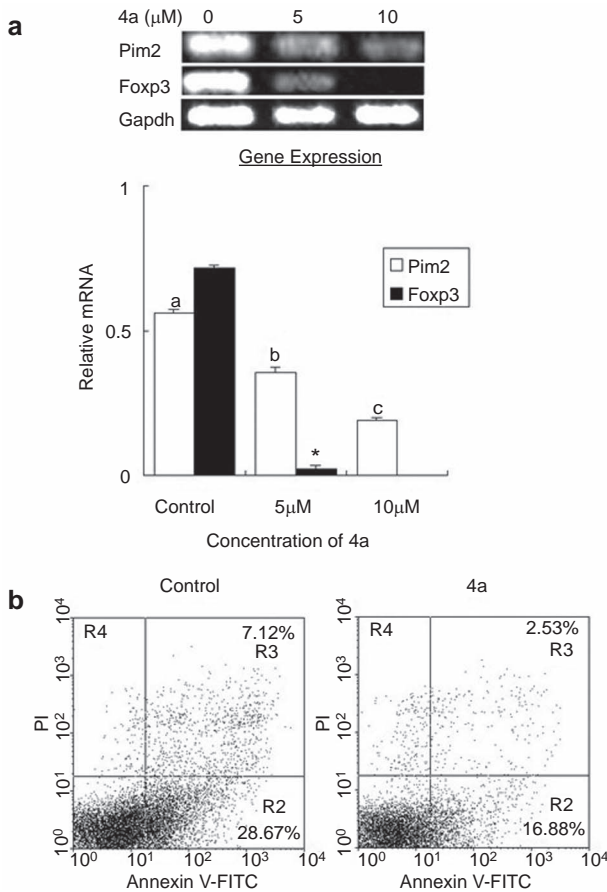 a
4a (μM) 0 5 10
Pim2
Foxp3
Gapdh
Gene Expression
Relative mRNA
1
0.5
0
Pim2
Foxp3
a
b
c
*
Control 5μM 10μM
Concentration of 4a
b
Control
R4
7.12%
R3
R2
28.67%
PI
10⁴
10³
10²
10¹
10⁰
10⁰ 10¹ 10² 10³ 10⁴
Annexin V-FITC
4a
R4
2.53%
R3
R2
16.88%
PI
10⁴
10³
10²
10¹
10⁰
10⁰ 10¹ 10² 10³ 10⁴
Annexin V-FITC